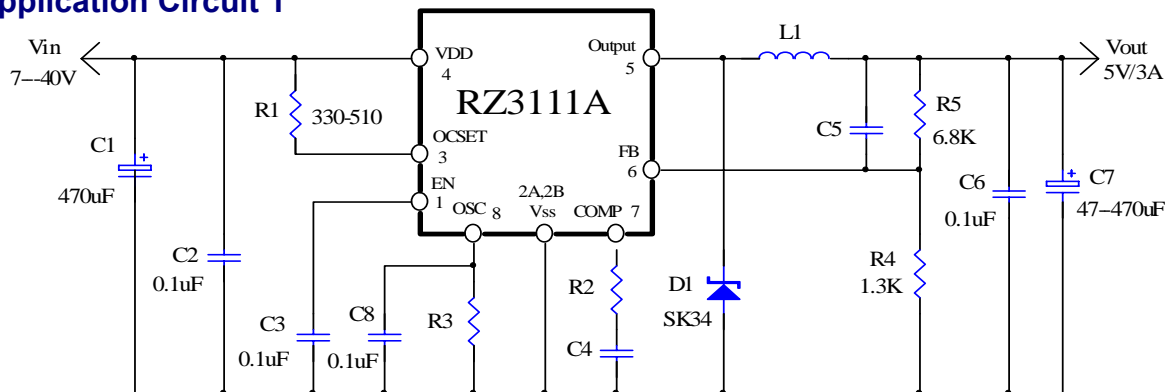 pplication Circuit 1
Vin
7--40V
C1
470uF
C2
0.1uF
R1
330-510
C3
0.1uF
C8
0.1uF
VDD
4
OCSET
3
EN
1
OSC 8
2A,2B
Vss
COMP 7
RZ3111A
Output
5
FB
6
R3
R2
C4
L1
D1
SK34
C5
R5
6.8K
R4
1.3K
C6
0.1uF
C7
47--470uF
Vout
5V/3A